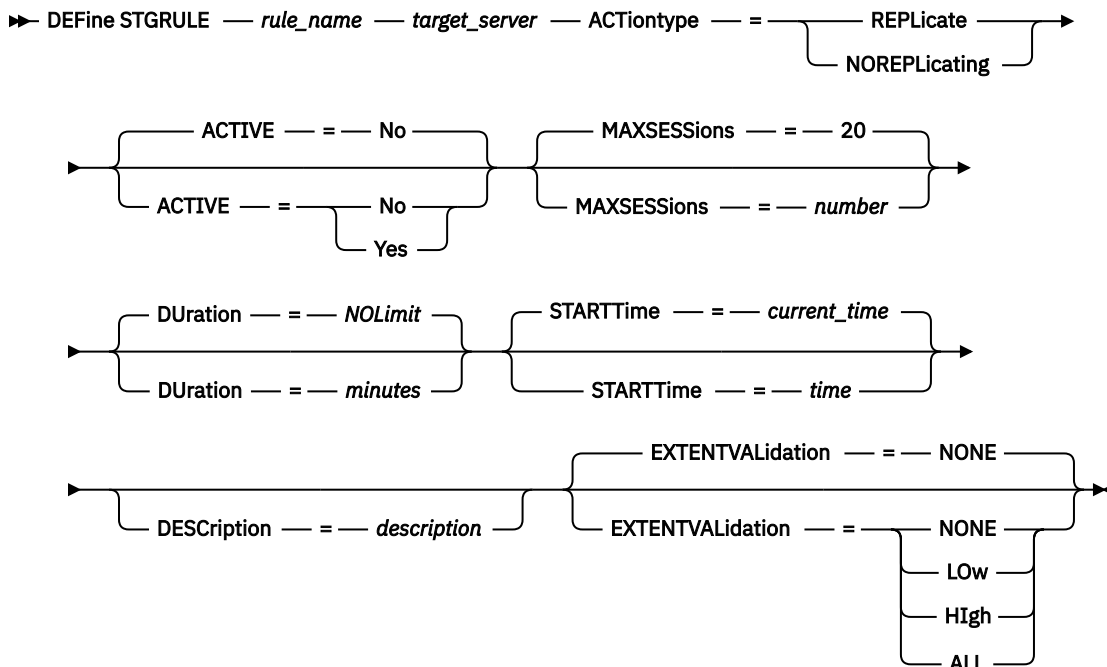 DEFine STGRULE rule_name target_server ACTiontype = REPLicate
NOREPLicating
ACTIVE = No MAXSESSions = 20
ACTIVE = No MAXSESSions = number
Yes
DUration = NOLimit STARTTime = current_time
DUration = minutes STARTTime = time
EXTENTVALidation = NONE
DESCription = description EXTENTVALidation = NONE
LOw
HIgh
ALL